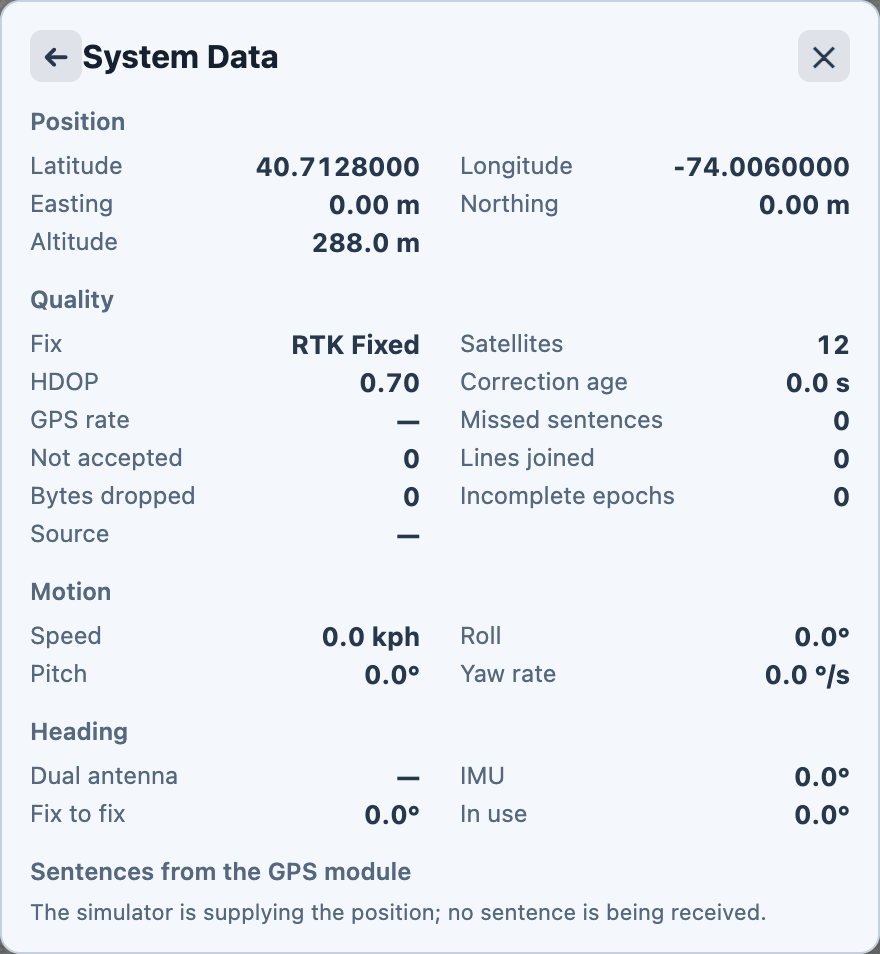 System Data
Position
Latitude 40.7128000 Longitude -74.0060000
Easting 0.00 m Northing 0.00 m
Altitude 288.0 m
Quality
Fix RTK Fixed Satellites 12
HDOP 0.70 Correction age 0.0 s
GPS rate — Missed sentences 0
Not accepted 0 Lines joined 0
Bytes dropped 0 Incomplete epochs 0
Source —
Motion
Speed 0.0 kph Roll 0.0°
Pitch 0.0° Yaw rate 0.0 °/s
Heading
Dual antenna — IMU 0.0°
Fix to fix 0.0° In use 0.0°
Sentences from the GPS module
The simulator is supplying the position; no sentence is being received.